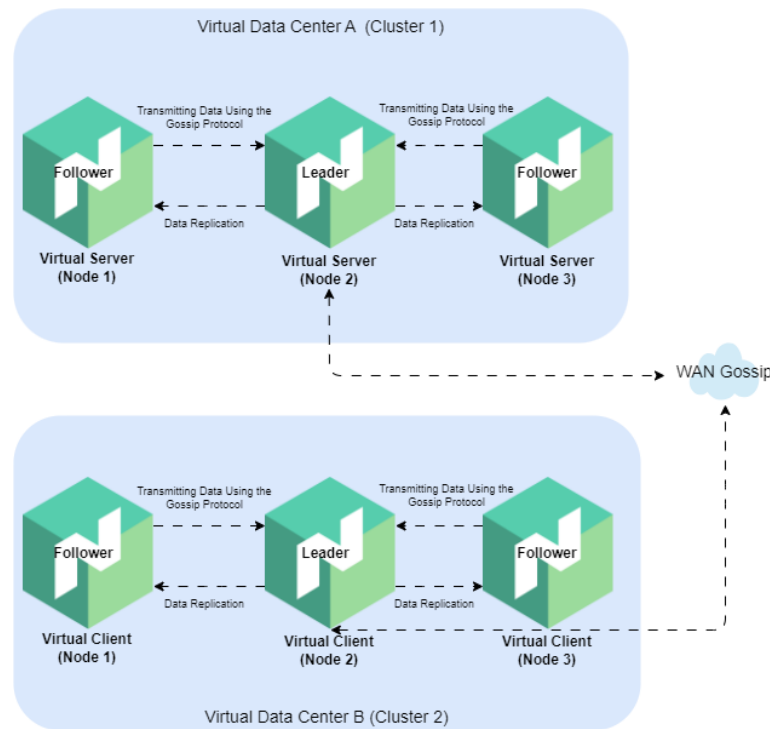 Virtual Data Center A (Cluster 1)
Transmitting Data Using the
Gossip Protocol
Transmitting Data Using the
Gossip Protocol
Follower
Leader
Follower
Data Replication
Data Replication
Virtual Server
(Node 1)
Virtual Server
(Node 2)
Virtual Server
(Node 3)
WAN Gossip
Transmitting Data Using the
Gossip Protocol
Transmitting Data Using the
Gossip Protocol
Follower
Leader
Follower
Data Replication
Data Replication
Virtual Client
(Node 1)
Virtual Client
(Node 2)
Virtual Client
(Node 3)
Virtual Data Center B (Cluster 2)